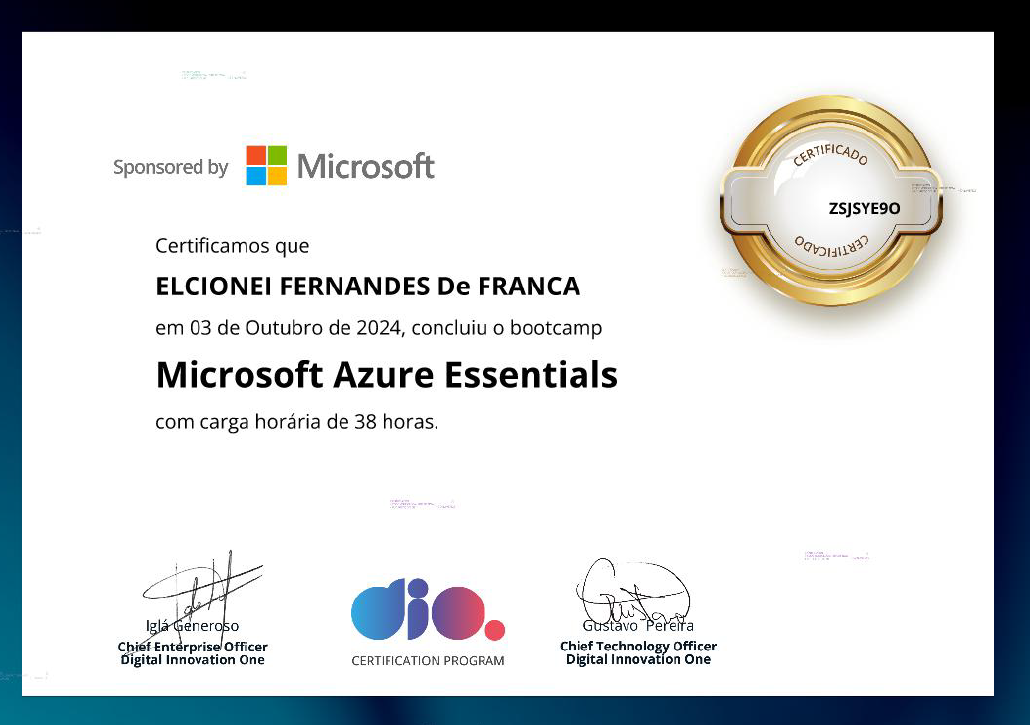 Sponsored by Microsoft
CERTIFICADO
ZSJSYE9O
CERTIFICADO
Certificamos que
ELCIONEI FERNANDES De FRANCA
em 03 de Outubro de 2024, concluiu o bootcamp
Microsoft Azure Essentials
com carga horária de 38 horas.
Iglá Generoso
Chief Enterprise Officer
Digital Innovation One
dio.
CERTIFICATION PROGRAM
Gustavo
Gustavo Pereira
Chief Technology Officer
Digital Innovation One